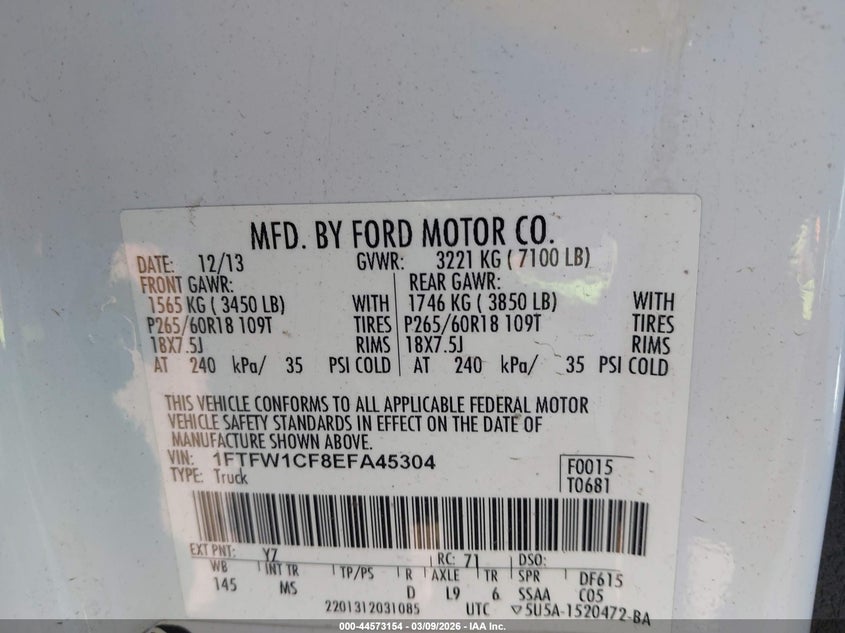 MFD. BY FORD MOTOR CO.
DATE: 12/13 GVWR: 3221 KG ( 7100 LB)
FRONT GAWR: REAR GAWR:
1565 KG ( 3450 LB) WITH 1746 KG ( 3850 LB) WITH
P265/60R18 109T TIRES P265/60R18 109T TIRES
18X7.5J RIMS 18X7.5J RIMS
AT 240 kPa/ 35 PSI COLD AT 240 kPa/ 35 PSI COLD
THIS VEHICLE CONFORMS TO ALL APPLICABLE FEDERAL MOTOR
VEHICLE SAFETY STANDARDS IN EFFECT ON THE DATE OF
MANUFACTURE SHOWN ABOVE.
VIN: 1FTFW1CF8EFA45304 F0015
TYPE: Truck T0681
EXT PNT: YZ RC: 71 DSO:
WB INT TR TP/PS R AXLE TR SPR DF615
145 MS D L9 6 SSAA C05
2201312031085 UTC ▽5U5A-1520472-BA
000-44573154 | 03/09/2026 - IAA Inc.